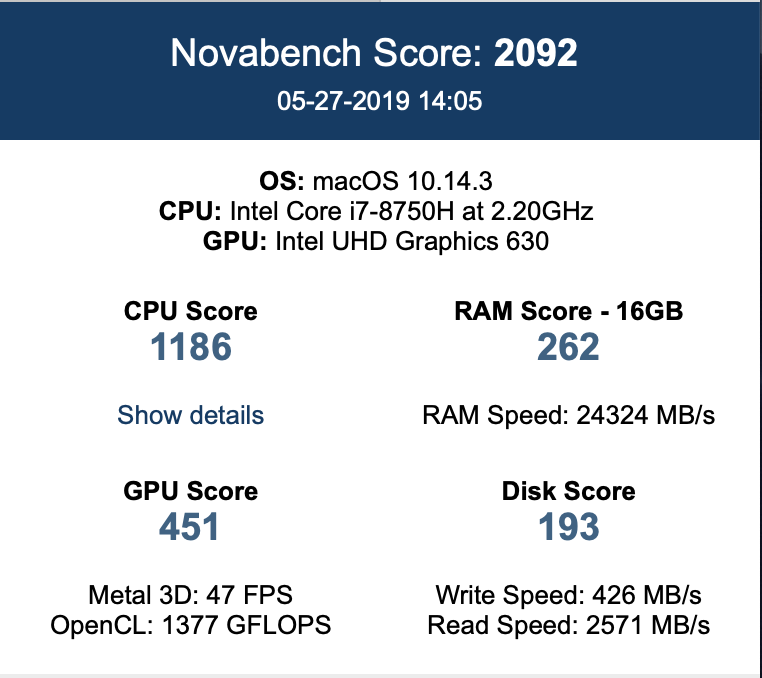 Novabench Score: 2092
05-27-2019 14:05
OS: macOS 10.14.3
CPU: Intel Core i7-8750H at 2.20GHz
GPU: Intel UHD Graphics 630
CPU Score
1186
Show details
RAM Score - 16GB
262
RAM Speed: 24324 MB/s
GPU Score
451
Metal 3D: 47 FPS
OpenCL: 1377 GFLOPS
Disk Score
193
Write Speed: 426 MB/s
Read Speed: 2571 MB/s